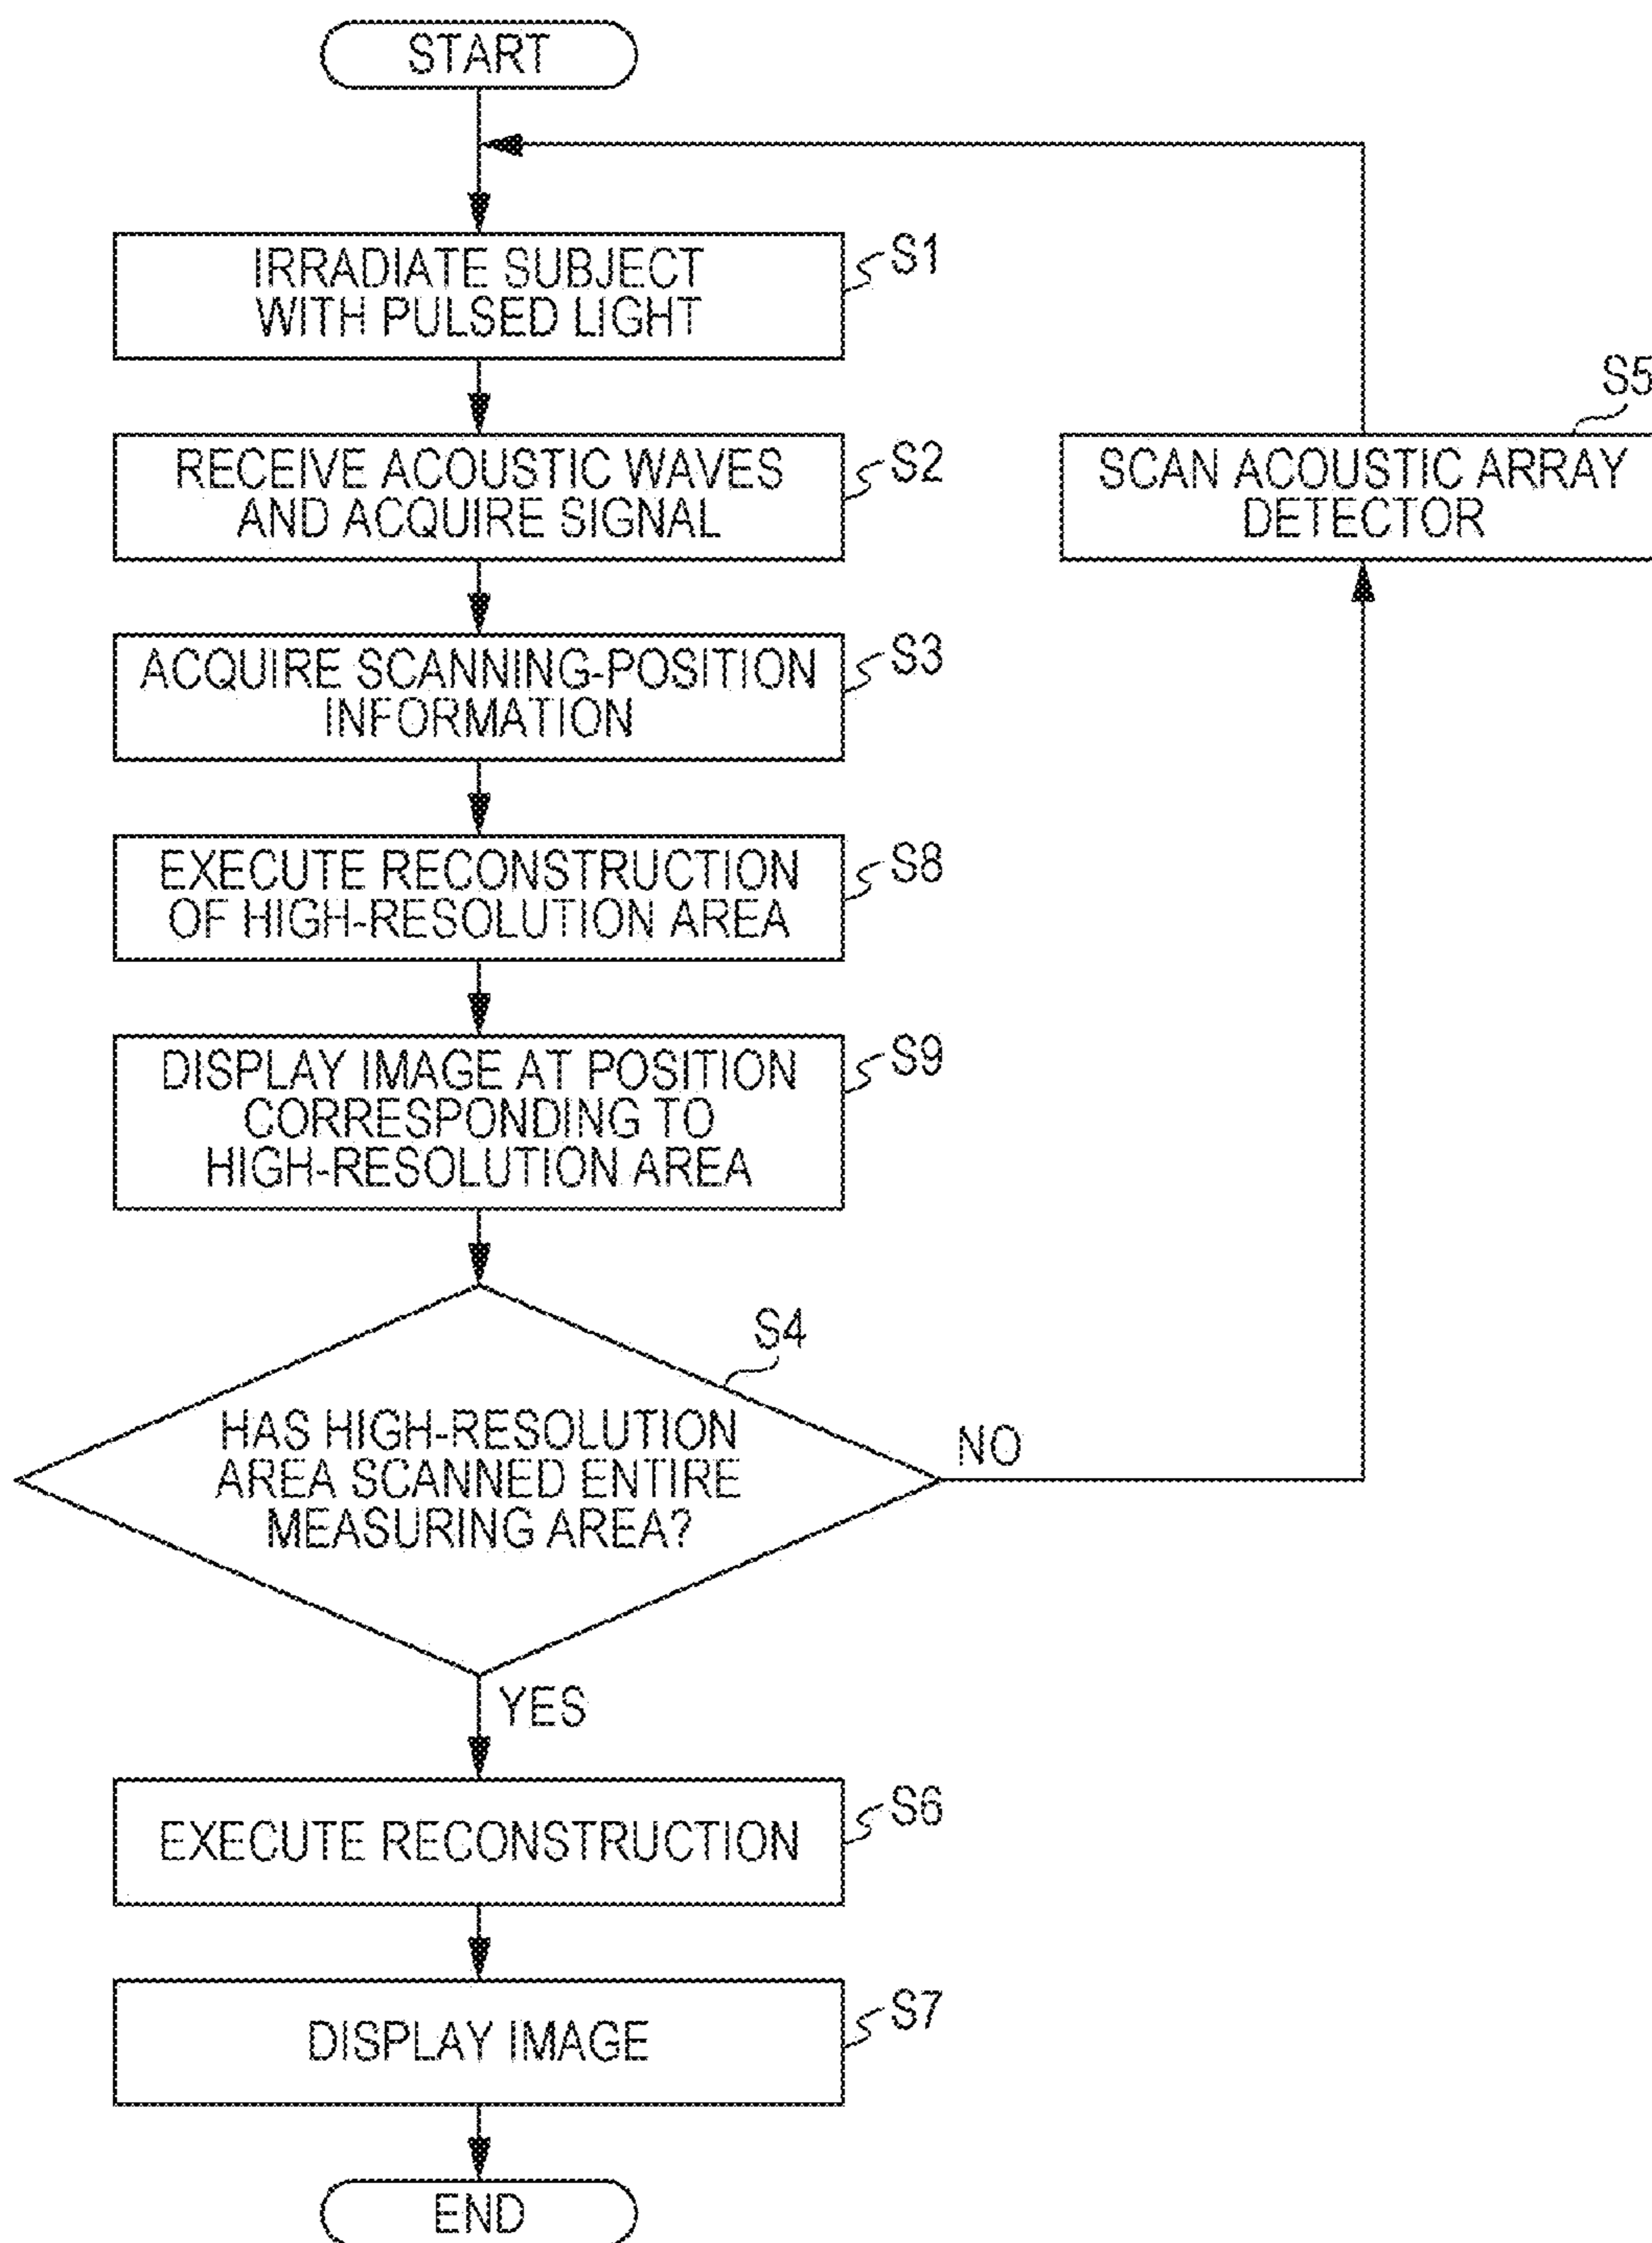 START
IRRADIATE SUBJECT
WITH PULSED LIGHT
S1
RECEIVE ACOUSTIC WAVES
AND ACQUIRE SIGNAL
S2
SCAN ACOUSTIC ARRAY
DETECTOR
S5
ACQUIRE SCANNING-POSITION
INFORMATION
S3
EXECUTE RECONSTRUCTION
OF HIGH-RESOLUTION AREA
S8
DISPLAY IMAGE AT POSITION
CORRESPONDING TO
HIGH-RESOLUTION AREA
S9
S4
HAS HIGH-RESOLUTION
AREA SCANNED ENTIRE
MEASURING AREA?
NO
YES
EXECUTE RECONSTRUCTION
S6
DISPLAY IMAGE
S7
END